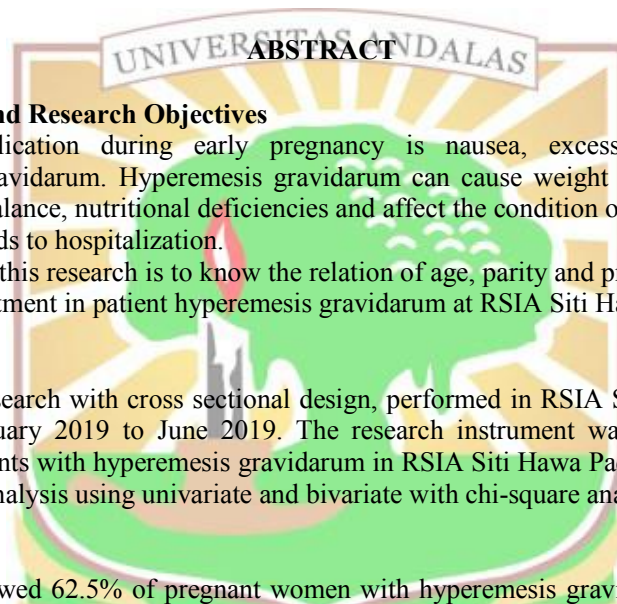 UNIVERSITAS ANDALAS
ABSTRACT
nd Research Objectives
lication during early pregnancy is nausea, excess
avidarum. Hyperemesis gravidarum can cause weight
alance, nutritional deficiencies and affect the condition o
ds to hospitalization.
this research is to know the relation of age, parity and p
tment in patient hyperemesis gravidarum at RSIA Siti Ha
search with cross sectional design, performed in RSIA S
uary 2019 to June 2019. The research instrument wa
nts with hyperemesis gravidarum in RSIA Siti Hawa Pa
nalysis using univariate and bivariate with chi-square ana
wed 62.5% of pregnant women with hyperemesis gravi